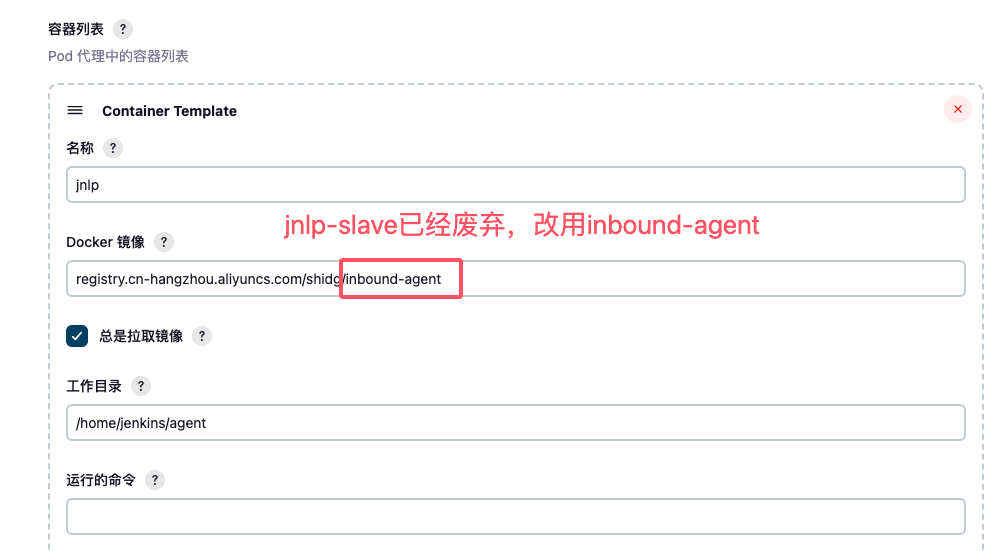 容器列表 ?
Pod 代理中的容器列表
Container Template
名称 ?
jnlp
jnlp-slave已经废弃，改用inbound-agent
Docker 镜像 ?
registry.cn-hangzhou.aliyuncs.com/shidg/inbound-agent
总是拉取镜像 ?
工作目录 ?
/home/jenkins/agent
运行的命令 ?